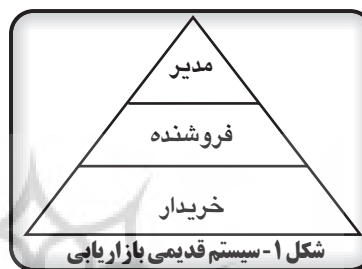 مدیر
فروشنده
خریدار
شکل ۱- سیستم قدیمی بازاریابی